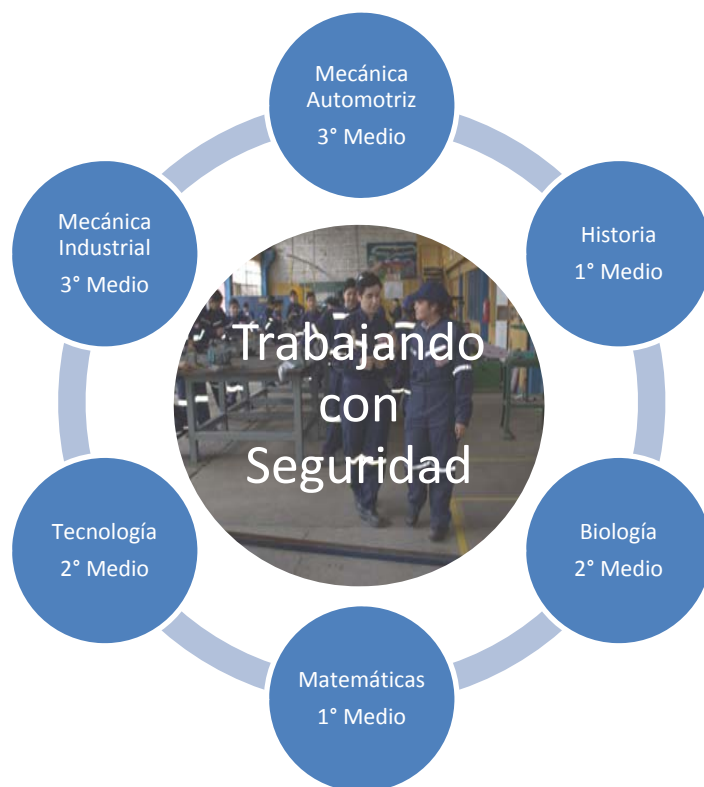 Mecánica
Automotriz
3° Medio
Historia
1° Medio
Biología
2° Medio
Matemáticas
1° Medio
Tecnología
2° Medio
Mecánica
Industrial
3° Medio
Trabajando
con
Seguridad